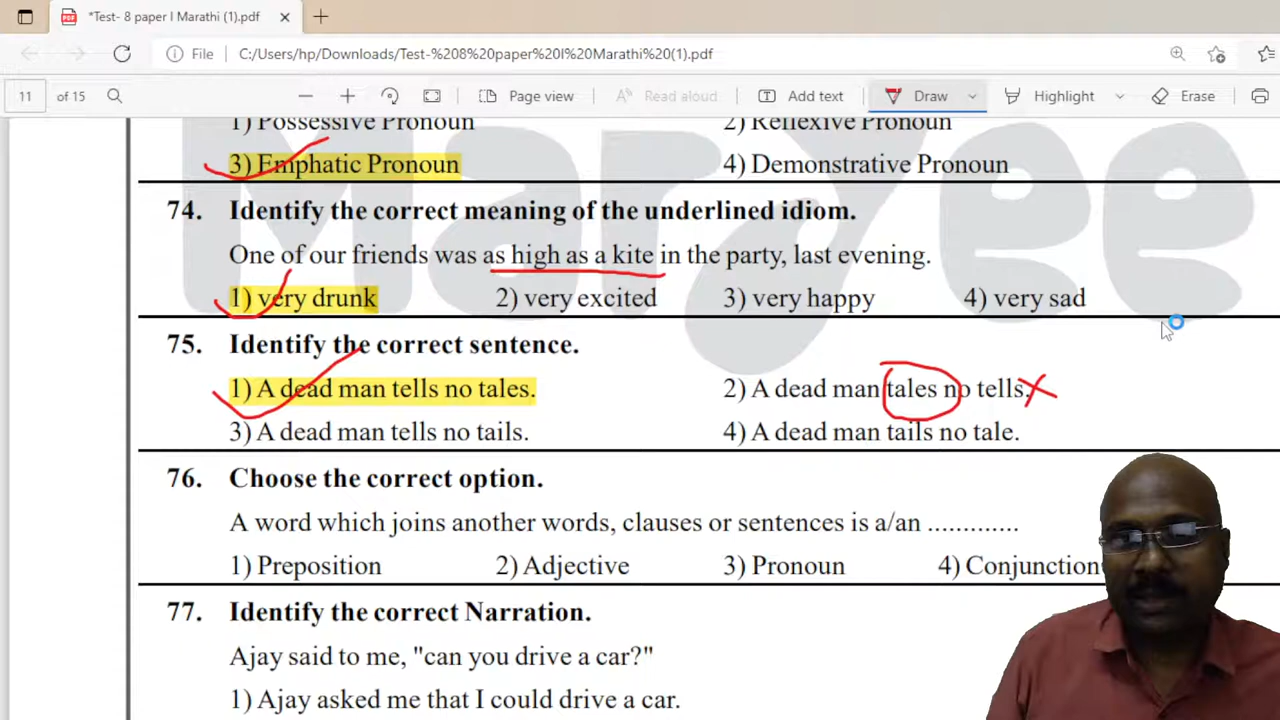 *Test- 8 paper I Marathi (1).pdf
File C:/Users/hp/Downloads/Test-%208%20paper%20I%20Marathi%20(1).pdf
11 of 15 Page view Read aloud Add text Draw Highlight Erase
1) Possessive Pronoun 2) Reflexive Pronoun
3) Emphatic Pronoun 4) Demonstrative Pronoun
74. Identify the correct meaning of the underlined idiom.
One of our friends was as high as a kite in the party, last evening.
1) very drunk 2) very excited 3) very happy 4) very sad
75. Identify the correct sentence.
1) A dead man tells no tales. 2) A dead man tales no tells.
3) A dead man tells no tails. 4) A dead man tails no tale.
76. Choose the correct option.
A word which joins another words, clauses or sentences is a/an .............
1) Preposition 2) Adjective 3) Pronoun 4) Conjunction
77. Identify the correct Narration.
Ajay said to me, "can you drive a car?"
1) Ajay asked me that I could drive a car.
Maryee